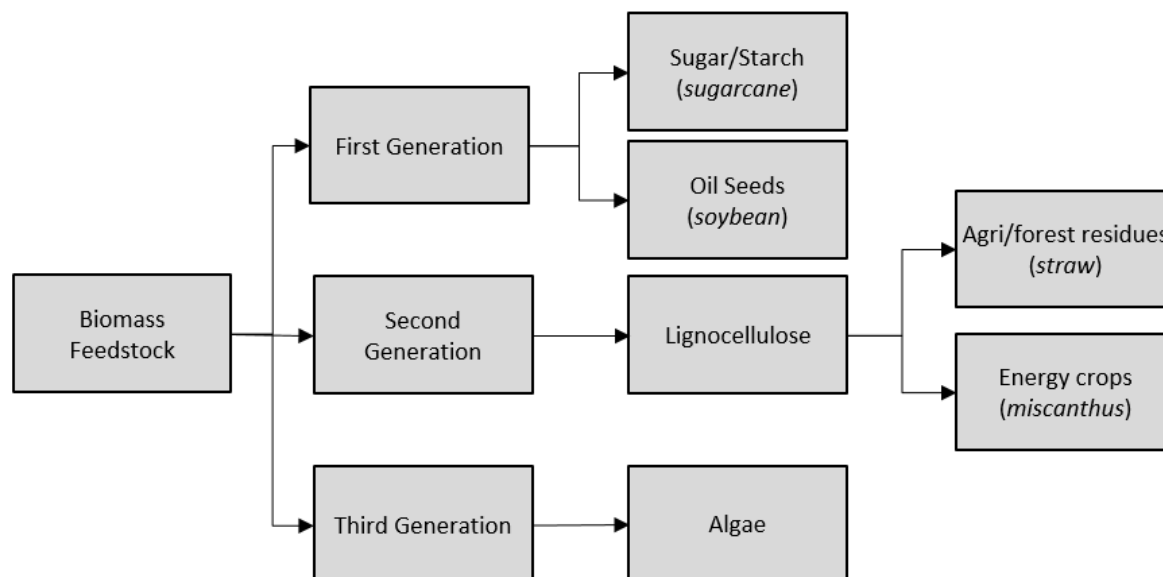 Sugar/Starch
(sugarcane)
First Generation
Oil Seeds
(soybean)
Agri/forest residues
(straw)
Biomass
Feedstock
Second
Generation
Lignocellulose
Energy crops
(miscanthus)
Third Generation
Algae